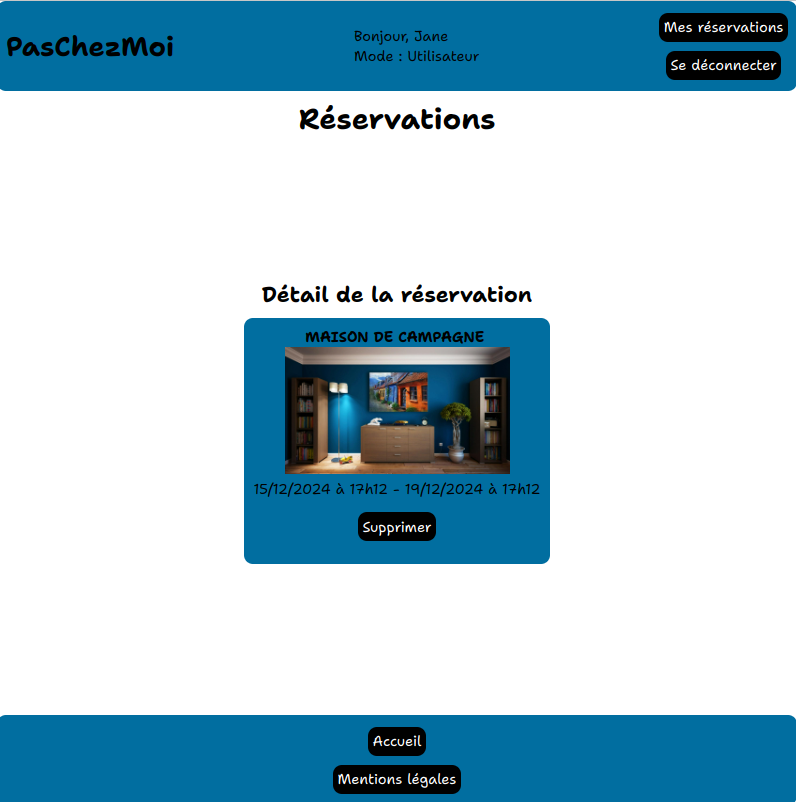 PasChezMoi
Bonjour, Jane
Mode : Utilisateur
Mes réservations
Se déconnecter
Réservations
Détail de la réservation
MAISON DE CAMPAGNE
15/12/2024 à 17h12 - 19/12/2024 à 17h12
Supprimer
Accueil
Mentions légales